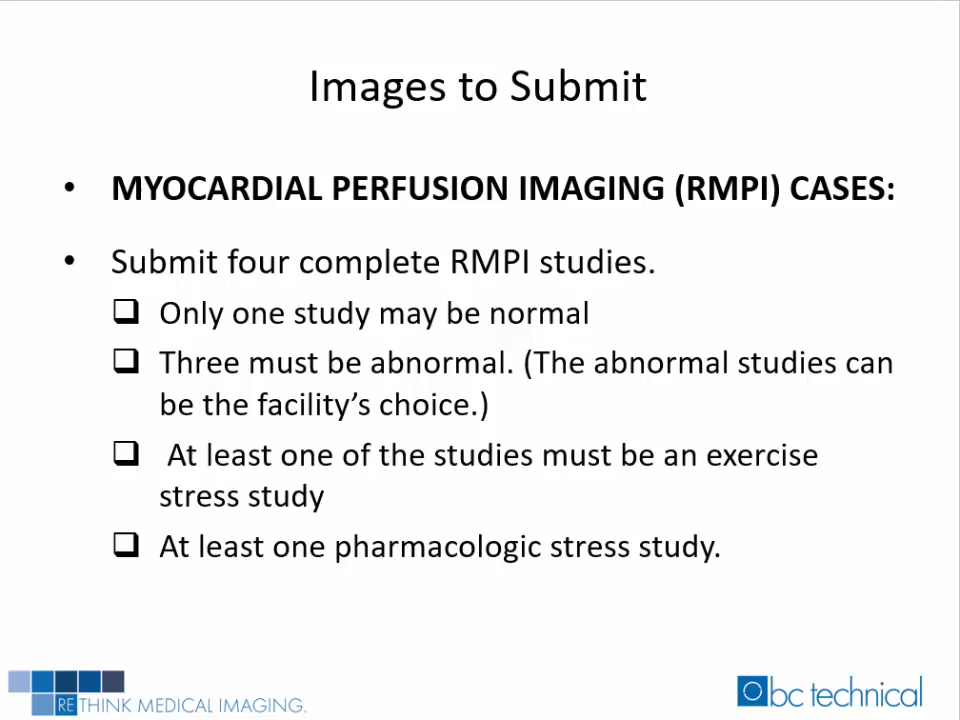 Images to Submit
• MYOCARDIAL PERFUSION IMAGING (RMPI) CASES:
• Submit four complete RMPI studies.
❑ Only one study may be normal
❑ Three must be abnormal. (The abnormal studies can
be the facility’s choice.)
❑ At least one of the studies must be an exercise
stress study
❑ At least one pharmacologic stress study.
RETHINK MEDICAL IMAGING.
bc technical